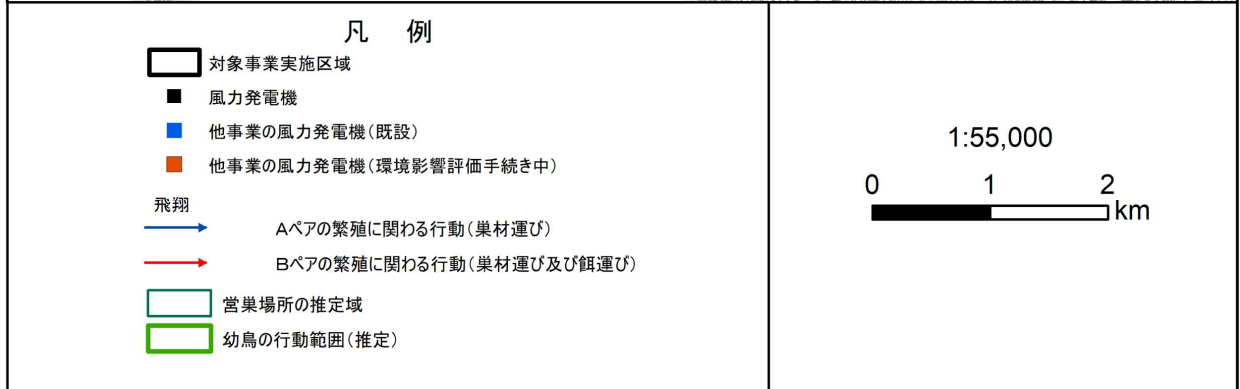 凡 例
対象事業実施区域
風力発電機
他事業の風力発電機(既設)
他事業の風力発電機(環境影響評価手続き中)
飛翔
Aペアの繁殖に関わる行動(巣材運び)
Bペアの繁殖に関わる行動(巣材運び及び餌運び)
営巣場所の推定域
幼鳥の行動範囲(推定)
1:55,000
0 1 2
km